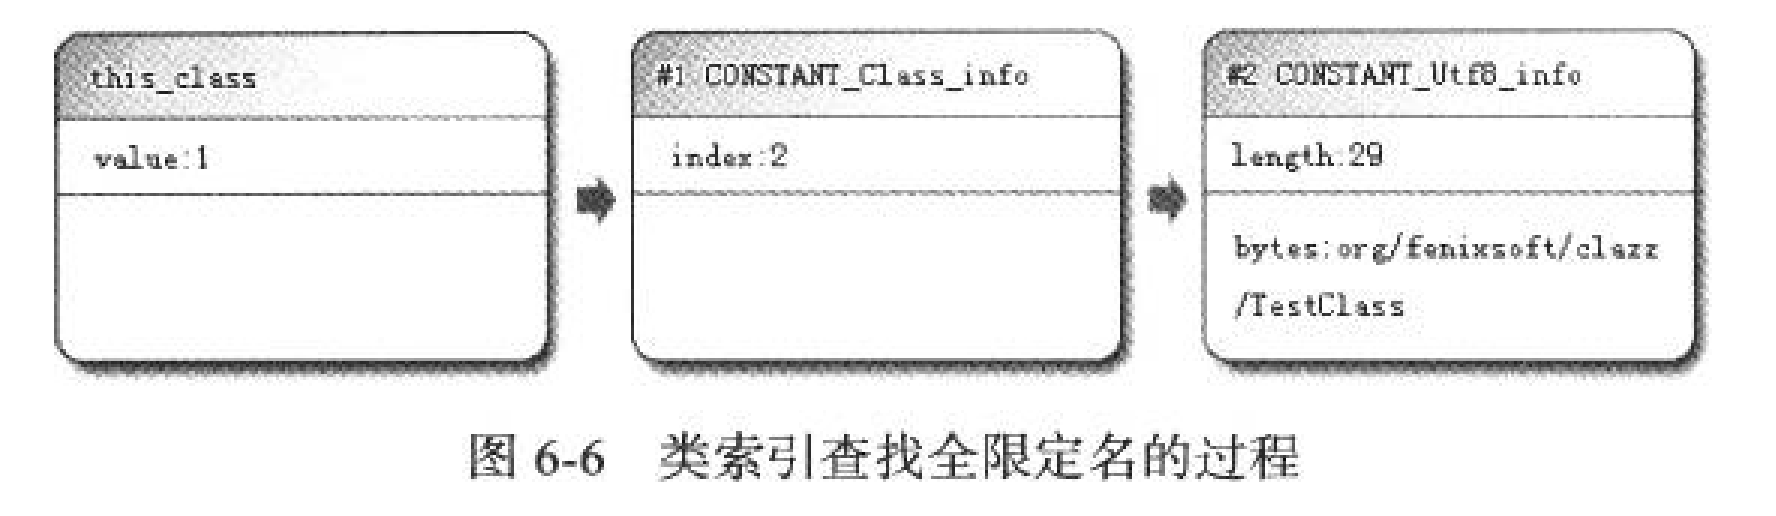 this_class
value:1
#1 CONSTANT_Class_info
index:2
#2 CONSTANT_Utf8_info
length:29
bytes:org/fenixsoft/clazz
/TestClass
图 6-6 类索引查找全限定名的过程